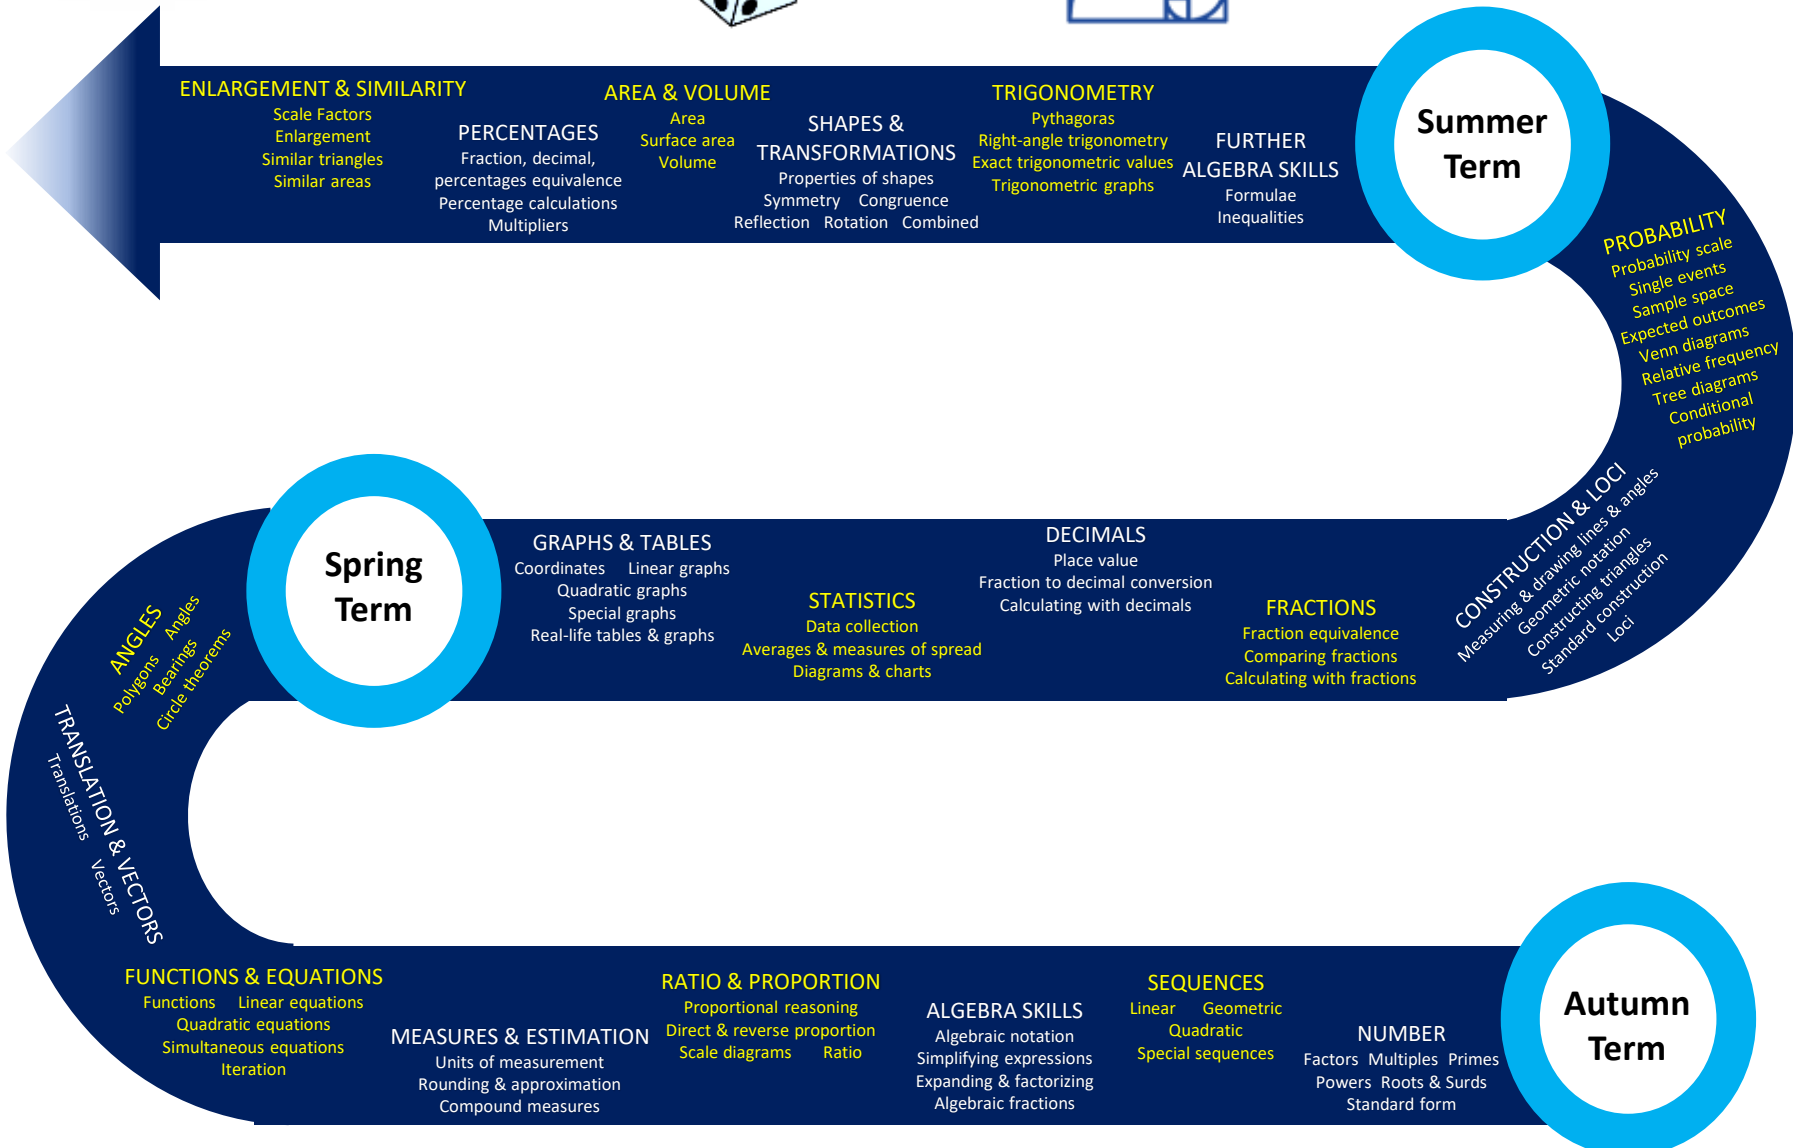 ENLARGEMENT & SIMILARITY
Scale Factors
Enlargement
Similar triangles
Similar areas
PERCENTAGES
Fraction, decimal,
percentages equivalence
Percentage calculations
Multipliers
AREA & VOLUME
Area
Surface area
Volume
SHAPES &
TRANSFORMATIONS
Properties of shapes
Symmetry Congruence
Reflection Rotation Combined
TRIGONOMETRY
Pythagoras
Right-angle trigonometry
Exact trigonometric values
Trigonometric graphs
FURTHER
ALGEBRA SKILLS
Formulae
Inequalities
Summer
Term
PROBABILITY
Probability scale
Single events
Sample space
Expected outcomes
Venn diagrams
Relative frequency
Tree diagrams
Conditional
probability
CONSTRUCTION & LOCI
Measuring & drawing lines & angles
Geometric notation
Constructing triangles
Standard construction
Loci
FRACTIONS
Fraction equivalence
Comparing fractions
Calculating with fractions
DECIMALS
Place value
Fraction to decimal conversion
Calculating with decimals
STATISTICS
Data collection
Averages & measures of spread
Diagrams & charts
GRAPHS & TABLES
Coordinates Linear graphs
Quadratic graphs
Special graphs
Real-life tables & graphs
Spring
Term
ANGLES
Polygons Angles
Bearings
Circle theorems
TRANSLATION & VECTORS
Translations Vectors
FUNCTIONS & EQUATIONS
Functions Linear equations
Quadratic equations
Simultaneous equations
Iteration
MEASURES & ESTIMATION
Units of measurement
Rounding & approximation
Compound measures
RATIO & PROPORTION
Proportional reasoning
Direct & reverse proportion
Scale diagrams Ratio
ALGEBRA SKILLS
Algebraic notation
Simplifying expressions
Expanding & factorizing
Algebraic fractions
SEQUENCES
Linear Geometric
Quadratic
Special sequences
NUMBER
Factors Multiples Primes
Powers Roots & Surds
Standard form
Autumn
Term